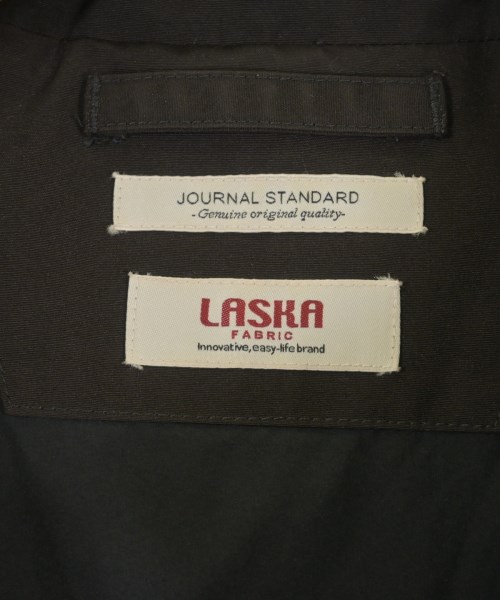 JOURNAL STANDARD
-Genuine original quality-
LASKA
FABRIC
Innovative, easy-life brand